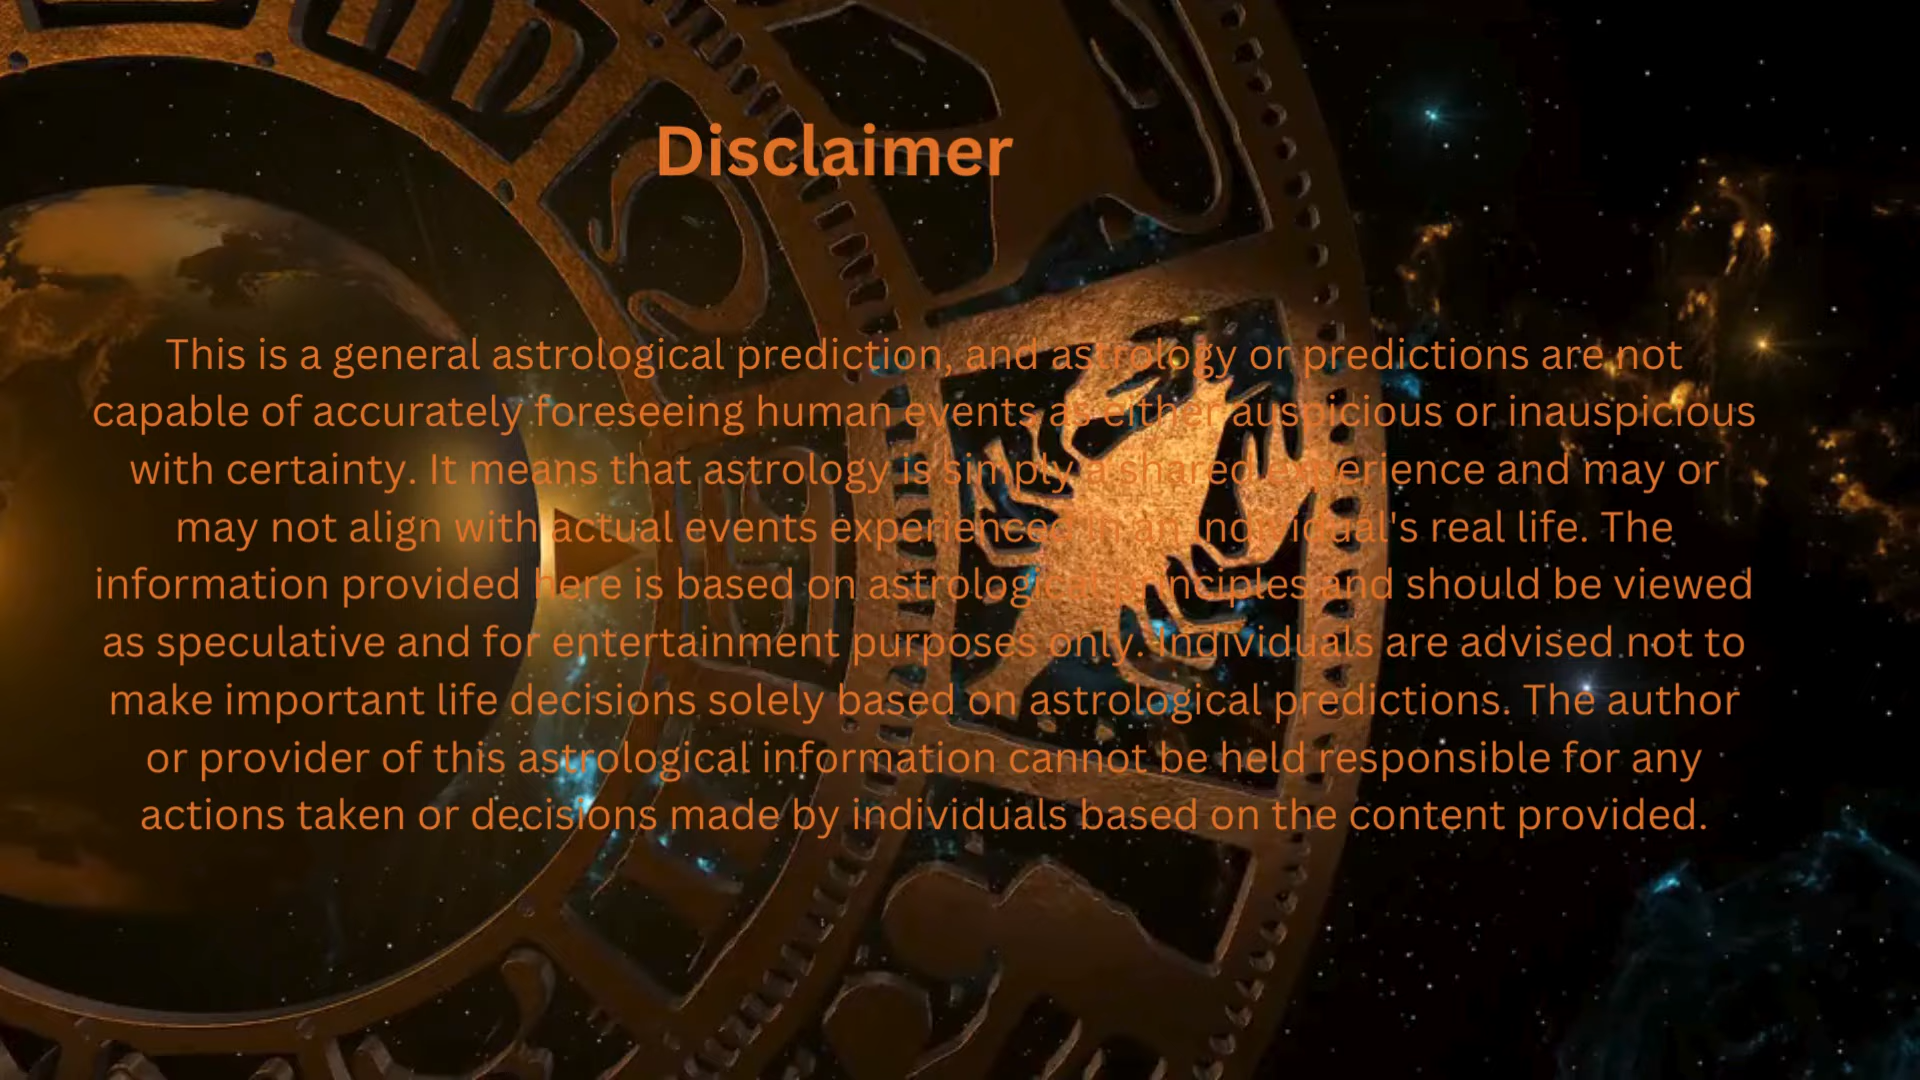 Disclaimer
This is a general astrological prediction, and astrology or predictions are not
capable of accurately foreseeing human events as either auspicious or inauspicious
with certainty. It means that astrology is simply a shared experience and may or
may not align with actual events experienced in an individual's real life. The
information provided here is based on astrological principles and should be viewed
as speculative and for entertainment purposes only. Individuals are advised not to
make important life decisions solely based on astrological predictions. The author
or provider of this astrological information cannot be held responsible for any
actions taken or decisions made by individuals based on the content provided.